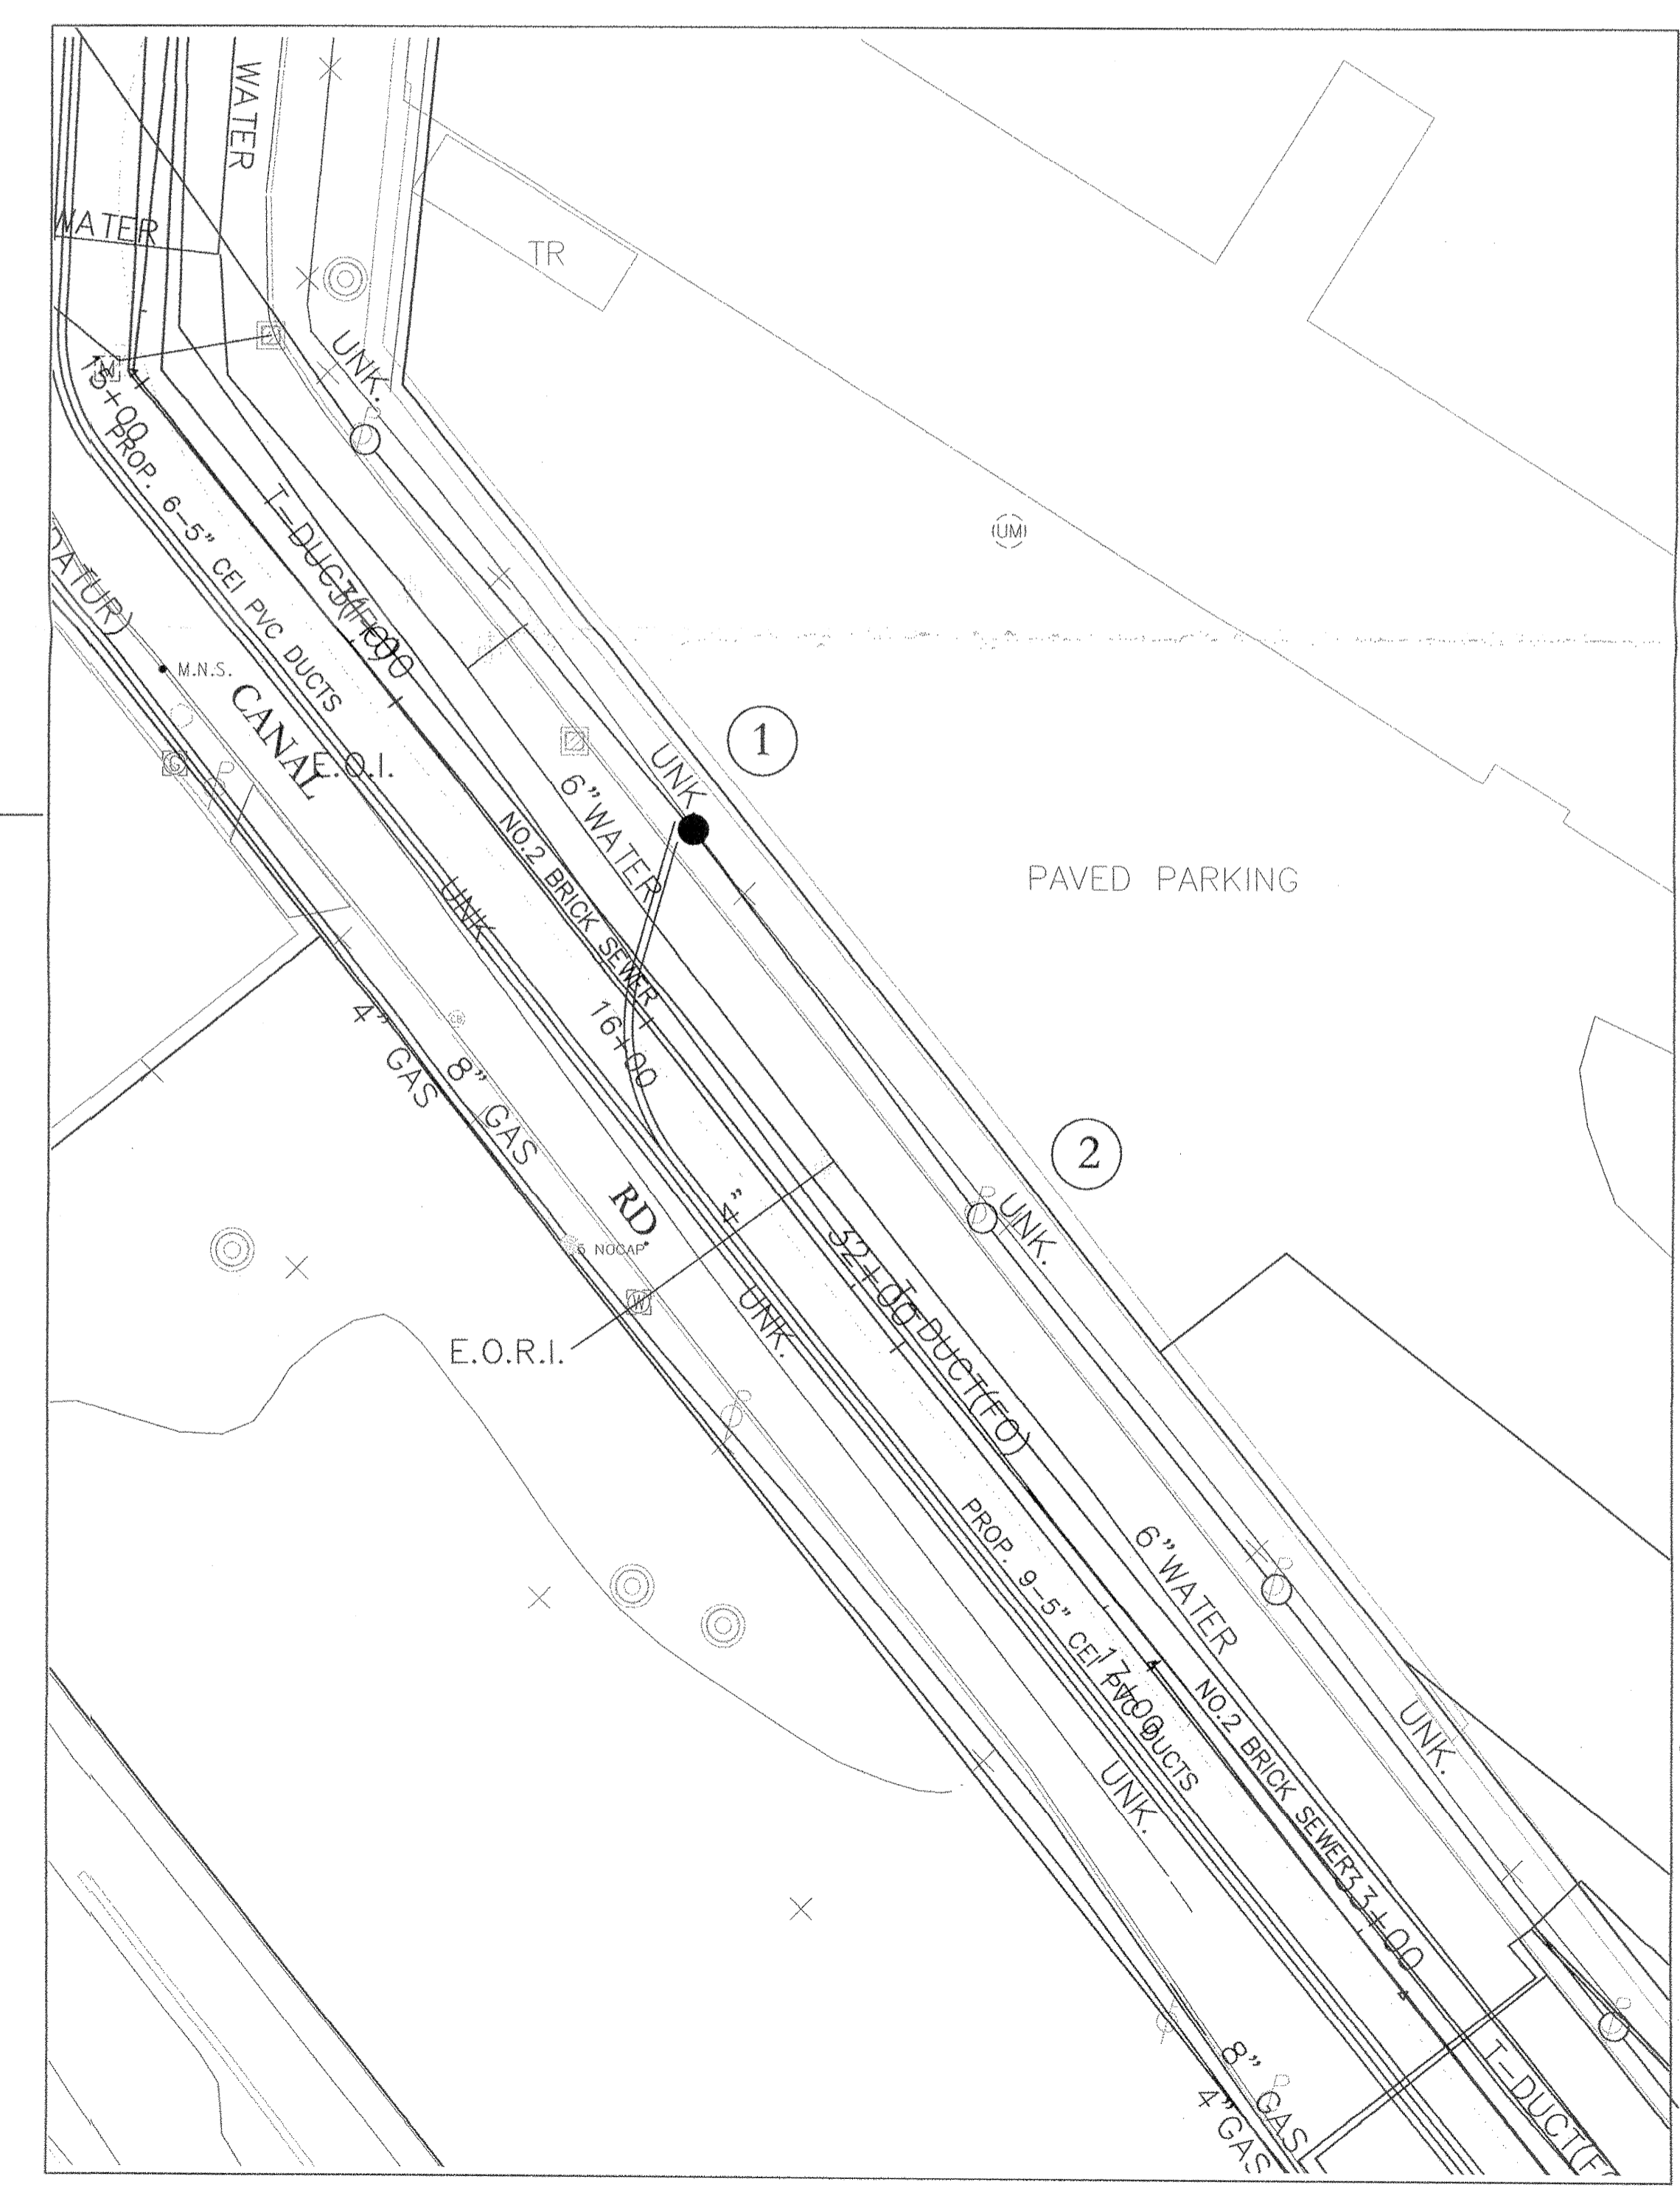 WATER
WATER
TR
UNK.
15+00
PROP. 6-5" CEI PVC DUCTS
P
T-DUCT(FO)
31+00
(UM)
DATUR)
M.N.S.
CANAL
E.O.I.
G
P
1
UNK
6" WATER
NO.2 BRICK SEWER
UNK.
PAVED PARKING
16+00
4" GAS
8" GAS
CB
2
RD.
4"
P
UNK.
NOCAP
W
E.O.R.I.
UNK.
32+00
T-DUCT(FO)
P
PROP. 9-5" CEI PVC DUCTS
6" WATER
P
17+00
NO.2 BRICK SEWER
UNK.
UNK.
33+00
P
P
8" GAS
4" GAS
P
T-DUCT(F